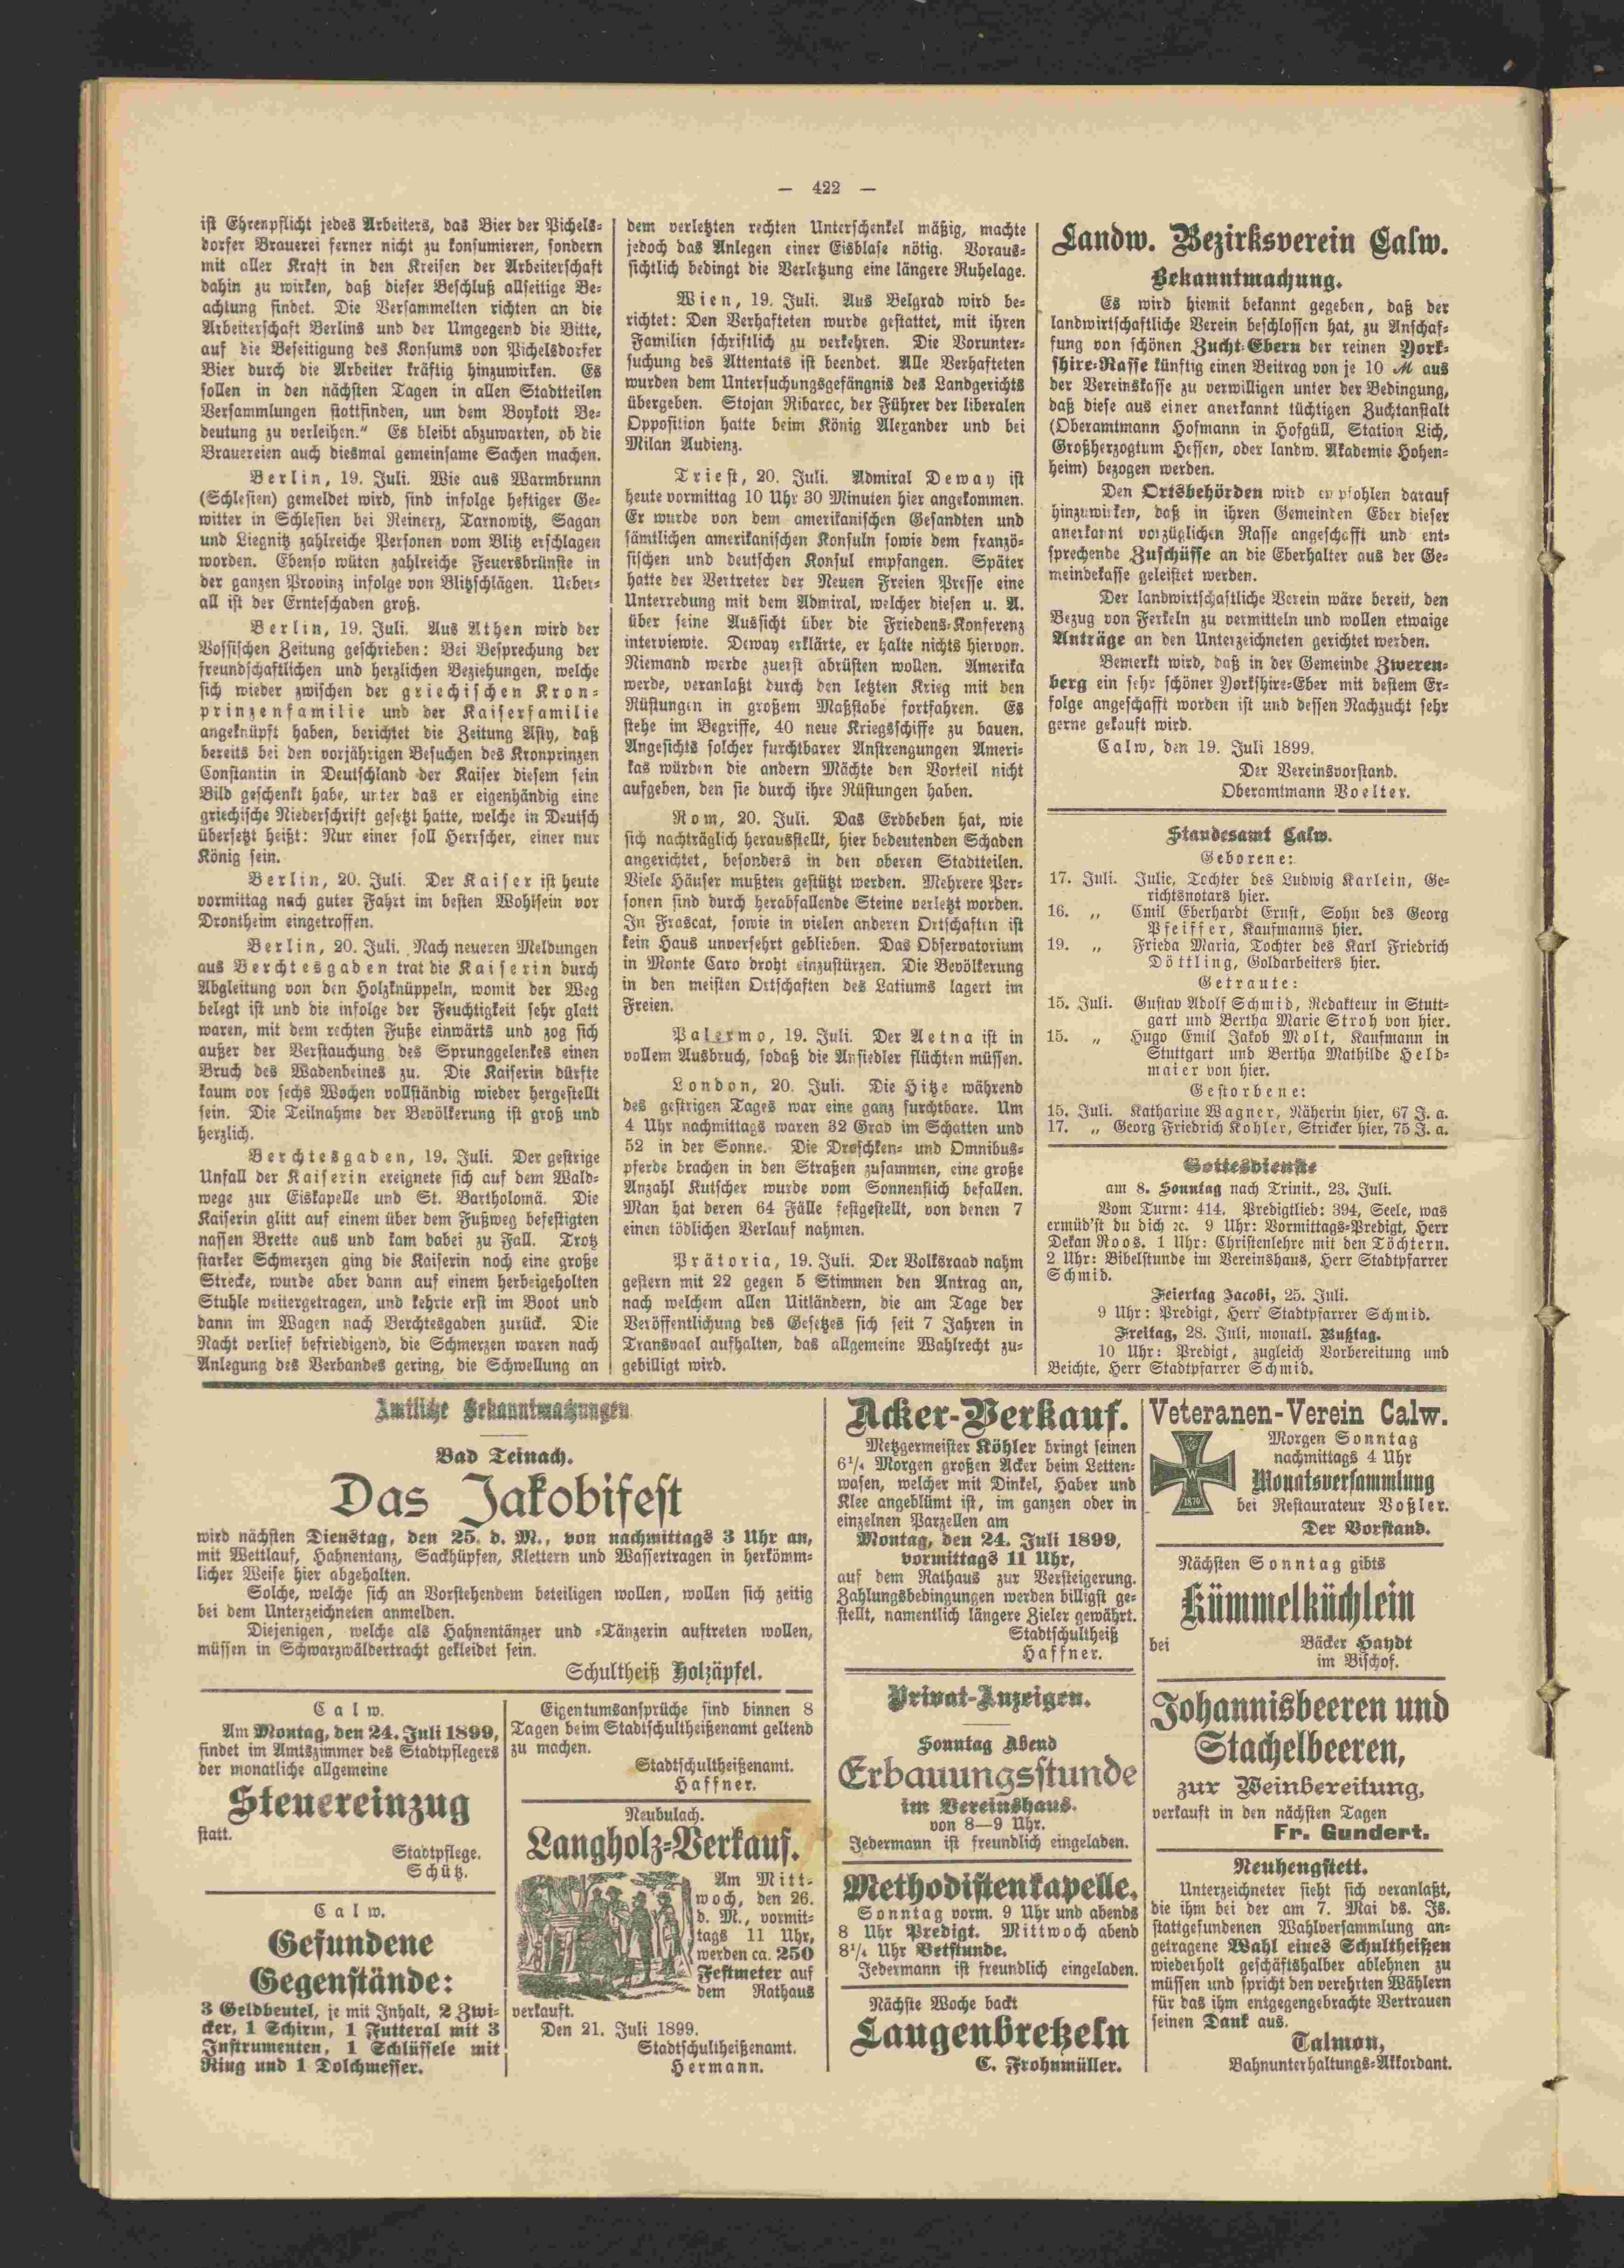 — 422 —
ist Ehrenpflicht jedes Arbeiters, das Bier der Pichels-
dorfer Brauerei ferner nicht zu konsumieren, sondern
mit aller Kraft in den Kreisen der Arbeiterschaft
dahin zu wirken, daß dieser Beschluß allseitige Be-
achtung findet. Die Versammelten richten an die
Arbeiterschaft Berlins und der Umgegend die Bitte,
auf die Beseitigung des Konsums von Pichelsdorfer
Bier durch die Arbeiter kräftig hinzuwirken. Es
sollen in den nächsten Tagen in allen Stadtteilen
Versammlungen stattfinden, um dem Boykott Be-
deutung zu verleihen.“ Es bleibt abzuwarten, ob die
Brauereien auch diesmal gemeinsame Sachen machen.
Berlin, 19. Juli. Wie aus Warmbrunn
(Schlesien) gemeldet wird, sind infolge heftiger Ge-
witter in Schlesien bei Reinerz, Tarnowitz, Sagan
und Liegnitz zahlreiche Personen vom Blitz erschlagen
worden. Ebenso wüten zahlreiche Feuersbrünste in
der ganzen Provinz infolge von Blitzschlägen. Ueber-
all ist der Ernteschaden groß.
Berlin, 19. Juli. Aus Athen wird der
Vossischen Zeitung geschrieben: Bei Besprechung der
freundschaftlichen und herzlichen Beziehungen, welche
sich wieder zwischen der griechischen Kron-
prinzenfamilie und der Kaiserfamilie
angeknüpft haben, berichtet die Zeitung Asty, daß
bereits bei den vorjährigen Besuchen des Kronprinzen
Constantin in Deutschland der Kaiser diesem sein
Bild geschenkt habe, unter das er eigenhändig eine
griechische Niederschrift gesetzt hatte, welche in Deutsch
übersetzt heißt: Nur einer soll Herrscher, einer nur
König sein.
Berlin, 20. Juli. Der Kaiser ist heute
vormittag nach guter Fahrt im besten Wohlsein vor
Drontheim eingetroffen.
Berlin, 20. Juli. Nach neueren Meldungen
aus Berchtesgaden trat die Kaiserin durch
Abgleitung von den Holzknüppeln, womit der Weg
belegt ist und die infolge der Feuchtigkeit sehr glatt
waren, mit dem rechten Fuße einwärts und zog sich
außer der Verstauchung des Sprunggelenkes einen
Bruch des Wadenbeines zu. Die Kaiserin dürfte
kaum vor sechs Wochen vollständig wieder hergestellt
sein. Die Teilnahme der Bevölkerung ist groß und
herzlich.
Berchtesgaden, 19. Juli. Der gestrige
Unfall der Kaiserin ereignete sich auf dem Wald-
wege zur Eiskapelle und St. Bartholomä. Die
Kaiserin glitt auf einem über dem Fußweg befestigten
nassen Brette aus und kam dabei zu Fall. Trotz
starker Schmerzen ging die Kaiserin noch eine große
Strecke, wurde aber dann auf einem herbeigeholten
Stuhle weitergetragen, und kehrte erst im Boot und
dann im Wagen nach Berchtesgaden zurück. Die
Nacht verlief befriedigend, die Schmerzen waren nach
Anlegung des Verbandes gering, die Schwellung an
dem verletzten rechten Unterschenkel mäßig, machte
jedoch das Anlegen einer Eisblase nötig. Voraus-
sichtlich bedingt die Verletzung eine längere Ruhelage.
Wien, 19. Juli. Aus Belgrad wird be-
richtet: Den Verhafteten wurde gestattet, mit ihren
Familien schriftlich zu verkehren. Die Vorunter-
suchung des Attentats ist beendet. Alle Verhafteten
wurden dem Untersuchungsgefängnis des Landgerichts
übergeben. Stojan Ribarac, der Führer der liberalen
Opposition hatte beim König Alexander und bei
Milan Audienz.
Triest, 20. Juli. Admiral Deway ist
heute vormittag 10 Uhr 30 Minuten hier angekommen.
Er wurde von dem amerikanischen Gesandten und
sämtlichen amerikanischen Konsuln sowie dem franzö-
sischen und deutschen Konsul empfangen. Später
hatte der Vertreter der Neuen Freien Presse eine
Unterredung mit dem Admiral, welcher diesen u. A.
über seine Aussicht über die Friedens-Konferenz
interviewte. Deway erklärte, er halte nichts hiervon.
Niemand werde zuerst abrüsten wollen. Amerika
werde, veranlaßt durch den letzten Krieg mit den
Rüstungen in großem Maßstabe fortfahren. Es
stehe im Begriffe, 40 neue Kriegsschiffe zu bauen.
Angesichts solcher furchtbarer Anstrengungen Ameri-
kas würden die andern Mächte den Vorteil nicht
aufgeben, den sie durch ihre Rüstungen haben.
Rom, 20. Juli. Das Erdbeben hat, wie
sich nachträglich herausstellt, hier bedeutenden Schaden
angerichtet, besonders in den oberen Stadtteilen.
Viele Häuser mußten gestützt werden. Mehrere Per-
sonen sind durch herabfallende Steine verletzt worden.
In Frascat, sowie in vielen anderen Ortschaften ist
kein Haus unversehrt geblieben. Das Observatorium
in Monte Caro droht einzustürzen. Die Bevölkerung
in den meisten Ortschaften des Latiums lagert im
Freien.
Palermo, 19. Juli. Der Aetna ist in
vollem Ausbruch, sodaß die Ansiedler flüchten müssen.
London, 20. Juli. Die Hitze während
des gestrigen Tages war eine ganz furchtbare. Um
4 Uhr nachmittags waren 32 Grad im Schatten und
52 in der Sonne. Die Droschken- und Omnibus-
pferde brachen in den Straßen zusammen, eine große
Anzahl Kutscher wurde vom Sonnenstich befallen.
Man hat deren 64 Fälle festgestellt, von denen 7
einen tödlichen Verlauf nahmen.
Prätoria, 19. Juli. Der Volksraad nahm
gestern mit 22 gegen 5 Stimmen den Antrag an,
nach welchem allen Uitländern, die am Tage der
Veröffentlichung des Gesetzes sich seit 7 Jahren in
Transvaal aufhalten, das allgemeine Wahlrecht zu-
gebilligt wird.
Landw. Bezirksverein Calw.
Bekanntmachung.
Es wird hiemit bekannt gegeben, daß der
landwirtschaftliche Verein beschlossen hat, zu Anschaf-
fung von schönen Zucht-Ebern der reinen York-
shire-Rasse künftig einen Beitrag von je 10 M aus
der Vereinskasse zu verwilligen unter der Bedingung,
daß diese aus einer anerkannt tüchtigen Zuchtanstalt
(Oberamtmann Hofmann in Hofgüll, Station Lich,
Großherzogtum Hessen, oder landw. Akademie Hohen-
heim) bezogen werden.
Den Ortsbehörden wird empfohlen darauf
hinzuwirken, daß in ihren Gemeinden Eber dieser
anerkannt vorzüglichen Rasse angeschafft und ent-
sprechende Zuschüsse an die Eberhalter aus der Ge-
meindekasse geleistet werden.
Der landwirtschaftliche Verein wäre bereit, den
Bezug von Ferkeln zu vermitteln und wollen etwaige
Anträge an den Unterzeichneten gerichtet werden.
Bemerkt wird, daß in der Gemeinde Zweren-
berg ein sehr schöner Yorkshire-Eber mit bestem Er-
folge angeschafft worden ist und dessen Nachzucht sehr
gerne gekauft wird.
Calw, den 19. Juli 1899.
Der Vereinsvorstand.
Oberamtmann Voelter.
Standesamt Calw.
Geborene:
17. Juli. Julie, Tochter des Ludwig Karlein, Ge-
richtsnotars hier.
16. „ Emil Eberhardt Ernst, Sohn des Georg
Pfeiffer, Kaufmanns hier.
19. „ Frieda Maria, Tochter des Karl Friedrich
Döttling, Goldarbeiters hier.
Getraute:
15. Juli. Gustav Adolf Schmid, Redakteur in Stutt-
gart und Bertha Marie Stroh von hier.
15. „ Hugo Emil Jakob Molt, Kaufmann in
Stuttgart und Bertha Mathilde Held-
maier von hier.
Gestorbene:
15. Juli. Katharine Wagner, Näherin hier, 67 J. a.
17. „ Georg Friedrich Kohler, Stricker hier, 75 J. a.
Gottesdienste
am 8. Sonntag nach Trinit., 23. Juli.
Vom Turm: 414. Predigtlied: 394, Seele, was
ermüd'st du dich ꝛc. 9 Uhr: Vormittags-Predigt, Herr
Dekan Roos. 1 Uhr: Christenlehre mit den Töchtern.
2 Uhr: Bibelstunde im Vereinshaus, Herr Stadtpfarrer
Schmid.
Feiertag Jacobi, 25. Juli.
9 Uhr: Predigt, Herr Stadtpfarrer Schmid.
Freitag, 28. Juli, monatl. Bußtag.
10 Uhr: Predigt, zugleich Vorbereitung und
Beichte, Herr Stadtpfarrer Schmid.
Amtliche Bekanntmachungen
Bad Teinach.
Das Jakobifest
wird nächsten Dienstag, den 25. d. M., von nachmittags 3 Uhr an,
mit Wettlauf, Hahnentanz, Sackhüpfen, Klettern und Wassertragen in herkömm-
licher Weise hier abgehalten.
Solche, welche sich an Vorstehendem beteiligen wollen, wollen sich zeitig
bei dem Unterzeichneten anmelden.
Diejenigen, welche als Hahnentänzer und -Tänzerin auftreten wollen,
müssen in Schwarzwäldertracht gekleidet sein.
Schultheiß Holzäpfel.
Calw.
Am Montag, den 24. Juli 1899,
findet im Amtszimmer des Stadtpflegers
der monatliche allgemeine
Steuereinzug
statt.
Stadtpflege.
Schütz.
Calw.
Gefundene
Gegenstände:
3 Geldbeutel, je mit Inhalt, 2 Zwi-
cker, 1 Schirm, 1 Futteral mit 3
Instrumenten, 1 Schlüssele mit
Ring und 1 Dolchmesser.
Eigentumsansprüche sind binnen 8
Tagen beim Stadtschultheißenamt geltend
zu machen.
Stadtschultheißenamt.
Haffner.
Neubulach.
Langholz-Verkauf.
Am Mitt-
woch, den 26.
d. M., vormit-
tags 11 Uhr,
werden ca. 250
Festmeter auf
dem Rathaus
verkauft.
Den 21. Juli 1899.
Stadtschultheißenamt.
Hermann.
Acker-Verkauf.
Metzgermeister Köhler bringt seinen
6¼ Morgen großen Acker beim Letten-
wasen, welcher mit Dinkel, Haber und
Klee angeblümt ist, im ganzen oder in
einzelnen Parzellen am
Montag, den 24. Juli 1899,
vormittags 11 Uhr,
auf dem Rathaus zur Versteigerung.
Zahlungsbedingungen werden billigst ge-
stellt, namentlich längere Zieler gewährt.
Stadtschultheiß
Haffner.
Privat-Anzeigen.
Sonntag Abend
Erbauungsstunde
im Vereinshaus.
von 8—9 Uhr.
Jedermann ist freundlich eingeladen.
Methodistenkapelle.
Sonntag vorm. 9 Uhr und abends
8 Uhr Predigt. Mittwoch abend
8¼ Uhr Betstunde.
Jedermann ist freundlich eingeladen.
Nächste Woche backt
Laugenbretzeln
C. Frohnmüller.
Veteranen-Verein Calw.
W
1870
Morgen Sonntag
nachmittags 4 Uhr
Monatsversammlung
bei Restaurateur Voßler.
Der Vorstand.
Nächsten Sonntag gibts
Kümmelküchlein
bei Bäcker Haydt
im Bischof.
Johannisbeeren und
Stachelbeeren,
zur Weinbereitung,
verkauft in den nächsten Tagen
Fr. Gundert.
Neuhengstett.
Unterzeichneter sieht sich veranlaßt,
die ihm bei der am 7. Mai ds. Js.
stattgefundenen Wahlversammlung an-
getragene Wahl eines Schultheißen
wiederholt geschäftshalber ablehnen zu
müssen und spricht den verehrten Wählern
für das ihm entgegengebrachte Vertrauen
seinen Dank aus.
Talmon,
Bahnunterhaltungs-Akkordant.